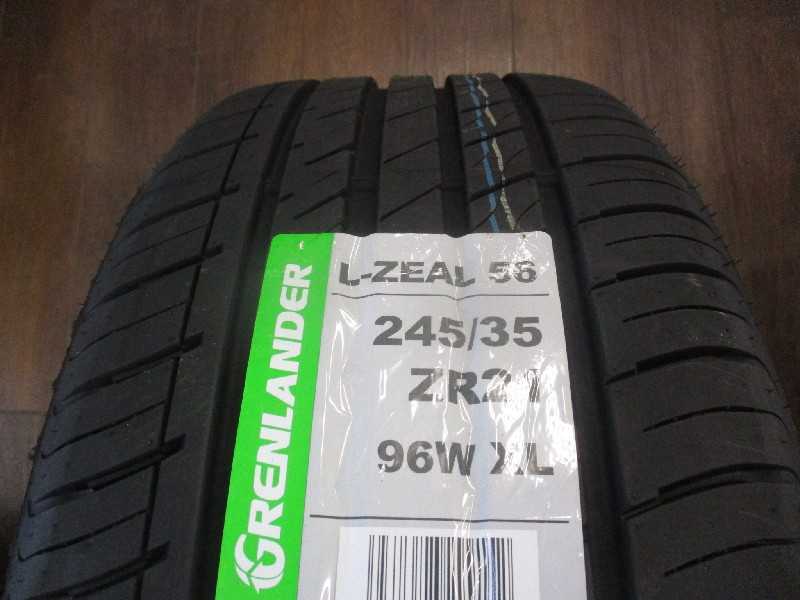 GRENLANDER
L-ZEAL 56
245/35
ZR21
96W XL